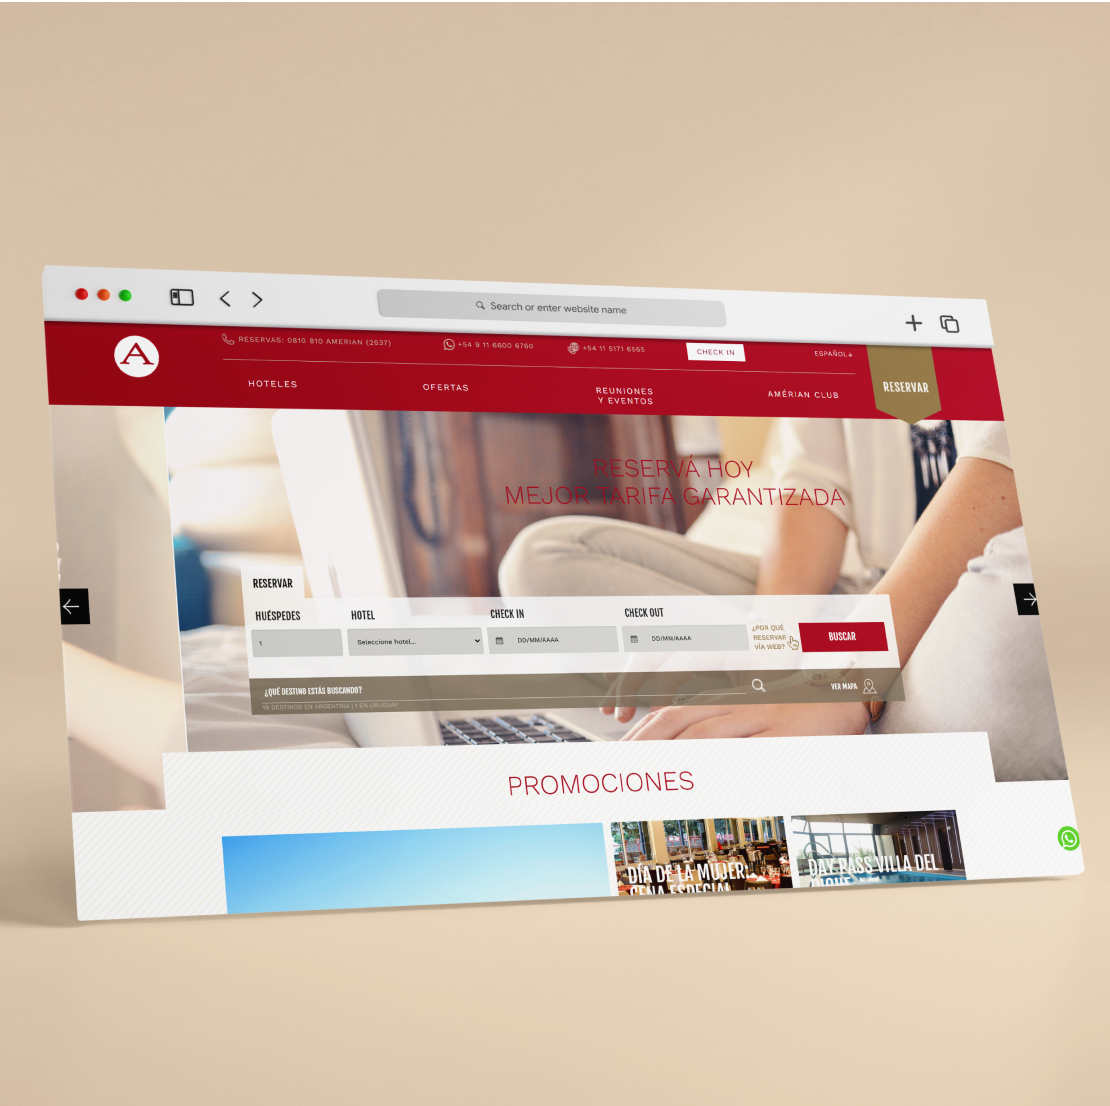 Search or enter website name
A
RESERVAS: 0810 810 AMERIAN (2637)
+54 9 11 6600 6760
+54 11 5171 6565
CHECK IN
ESPAÑOL
RESERVAR
HOTELES
OFERTAS
REUNIONES
Y EVENTOS
AMÉRIAN CLUB
RESERVÁ HOY
MEJOR TARIFA GARANTIZADA
RESERVAR
HUÉSPEDES
HOTEL
CHECK IN
CHECK OUT
1
Seleccione hotel...
DD/MM/AAAA
DD/MM/AAAA
¿POR QUÉ
RESERVAR
VÍA WEB?
BUSCAR
¿QUÉ DESTINO ESTÁS BUSCANDO?
VER MAPA
DESTINOS EN ARGENTINA | 1 EN URUGUAY
PROMOCIONES
DÍA DE LA MUJER:
CENA ESPECIAL
DAY PASS VILLA DEL
DIQUE